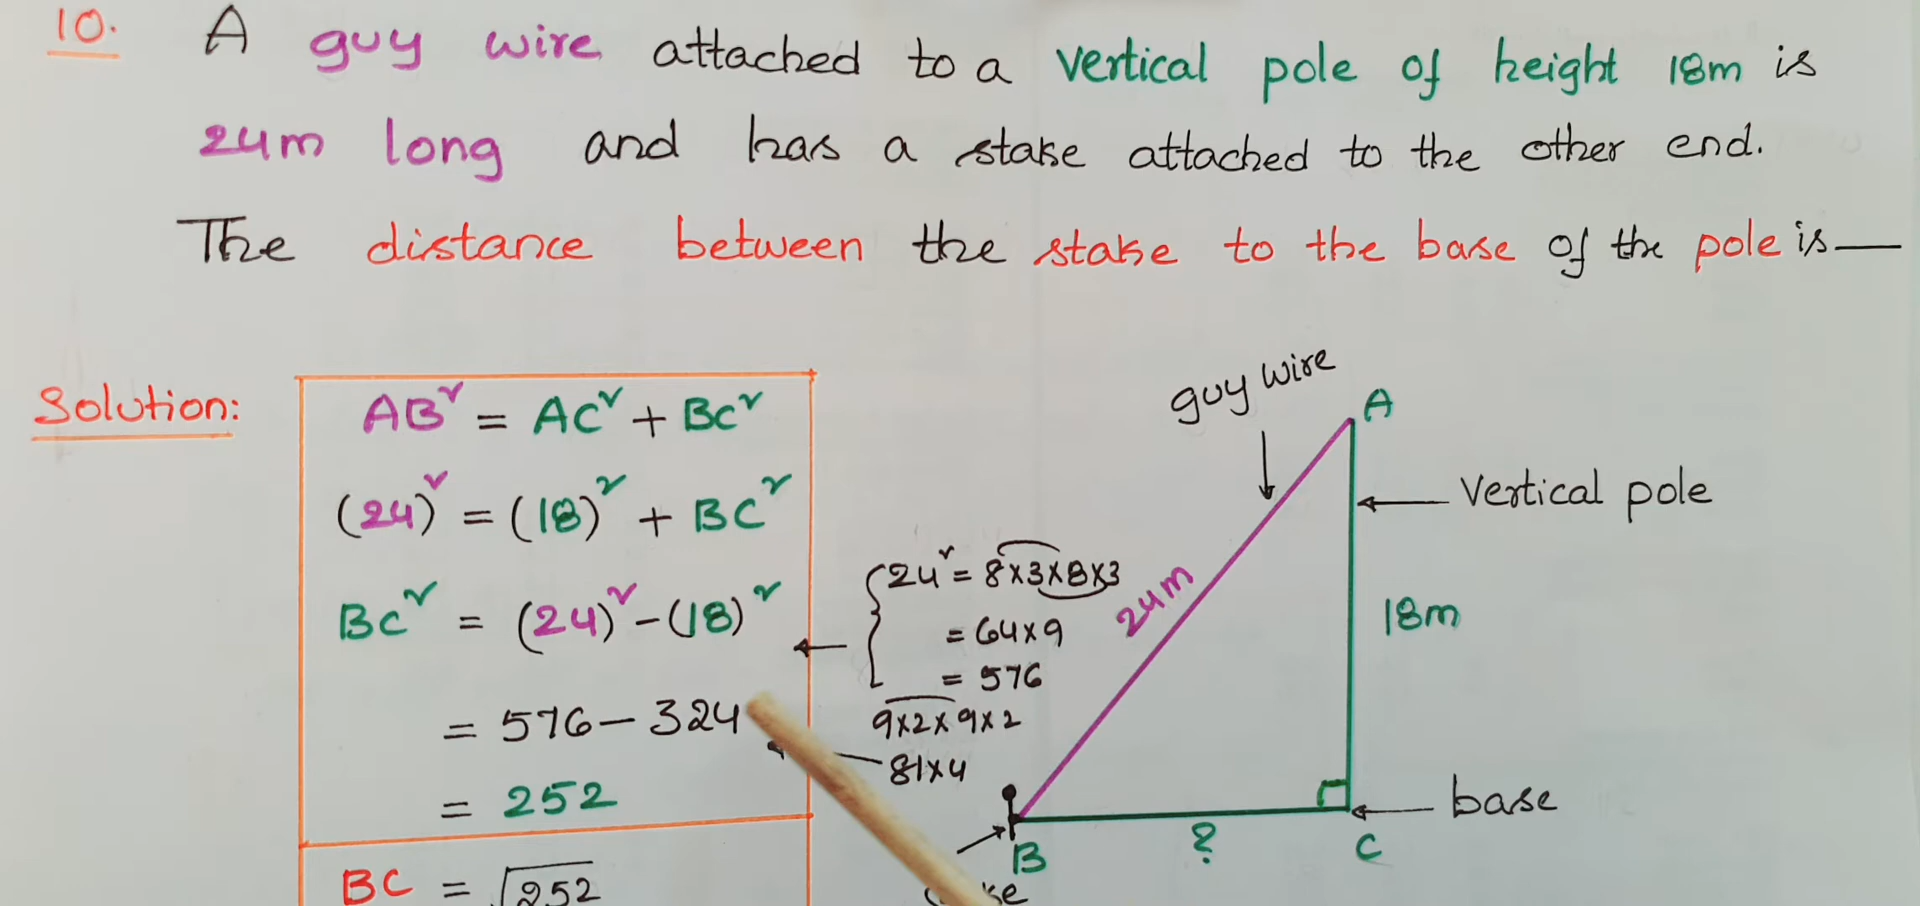 10. A guy wire attached to a vertical pole of height 18m is
24m long and has a stake attached to the other end.
The distance between the stake to the base of the pole is —
Solution:
AB² = AC² + BC²
(24)² = (18)² + BC²
BC² = (24)² - (18)²
= 576 - 324
= 252
BC = √252
24² = 8×3×8×3
= 64×9
= 576
9×2×9×2
81×4
guy wire
A
Vertical pole
24m
18m
base
B
?
C